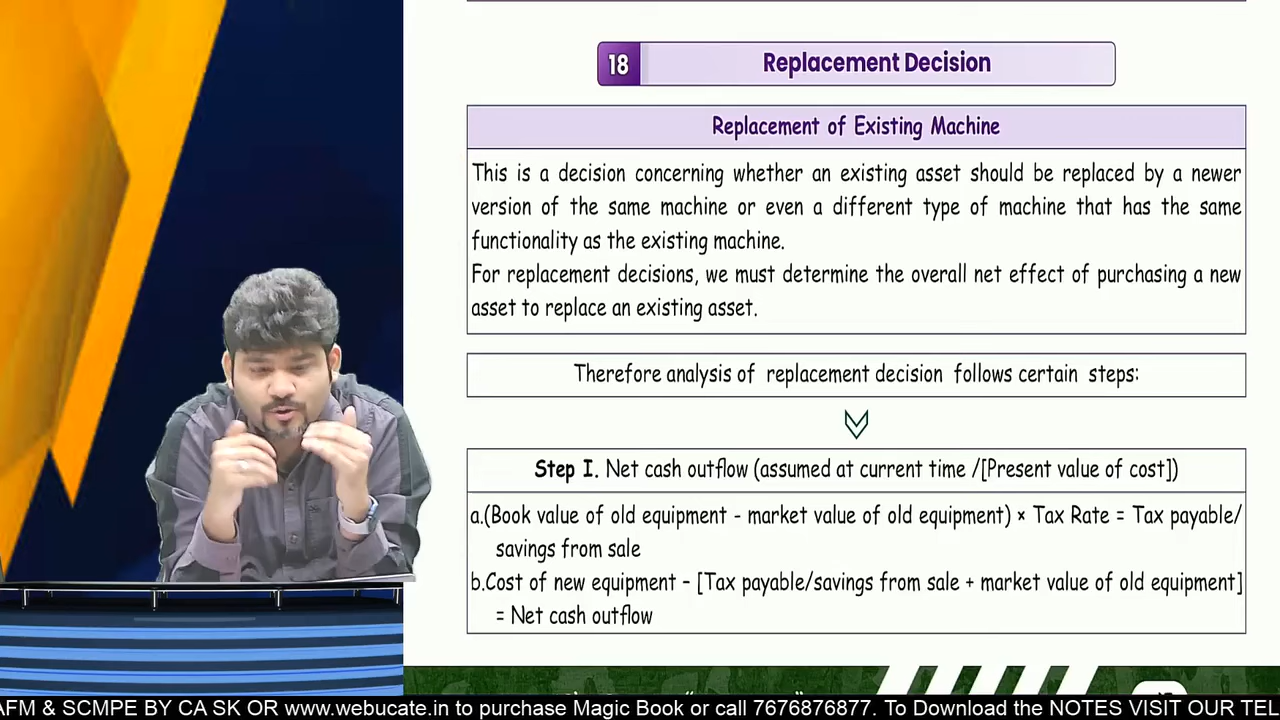 18
Replacement Decision
Replacement of Existing Machine
This is a decision concerning whether an existing asset should be replaced by a newer
version of the same machine or even a different type of machine that has the same
functionality as the existing machine.
For replacement decisions, we must determine the overall net effect of purchasing a new
asset to replace an existing asset.
Therefore analysis of replacement decision follows certain steps:
Step I. Net cash outflow (assumed at current time /[Present value of cost])
a.(Book value of old equipment - market value of old equipment) × Tax Rate = Tax payable/
savings from sale
b.Cost of new equipment – [Tax payable/savings from sale + market value of old equipment]
= Net cash outflow
AFM & SCMPE BY CA SK OR www.webucate.in to purchase Magic Book or call 7676876877. To Download the NOTES VISIT OUR TEL